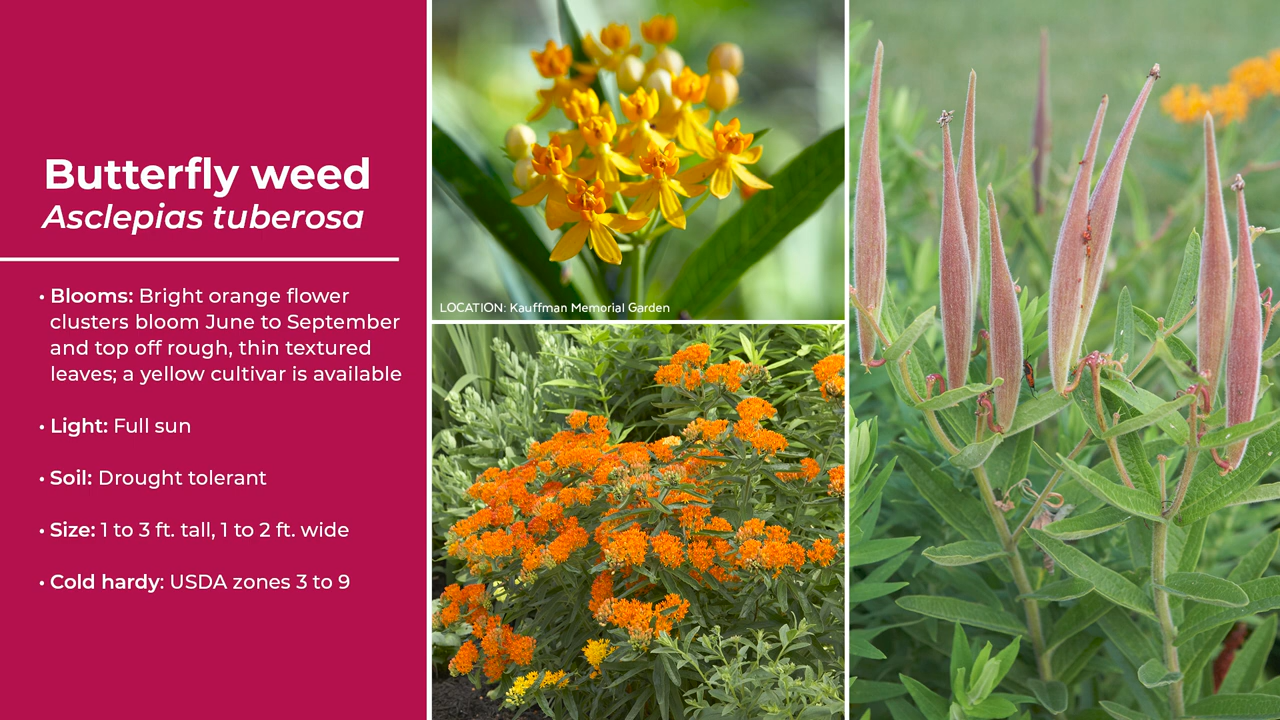 Butterfly weed
Asclepias tuberosa
• Blooms: Bright orange flower
clusters bloom June to September
and top off rough, thin textured
leaves; a yellow cultivar is available
• Light: Full sun
• Soil: Drought tolerant
• Size: 1 to 3 ft. tall, 1 to 2 ft. wide
• Cold hardy: USDA zones 3 to 9
LOCATION: Kauffman Memorial Garden